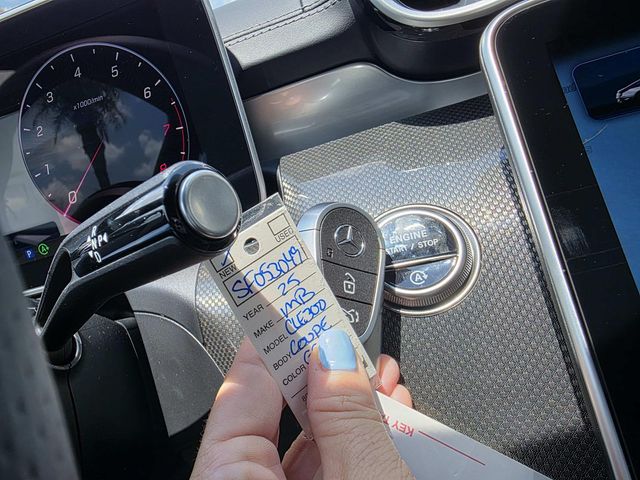 4
5
3
6
x1000/min
2
7
1
8
0
P
A
N P
D
NEW
USED
SF053049
YEAR 25
MAKE MB
MODEL CLE300
BODY COUPE
COLOR
ENGINE
START / STOP
A
KEY T